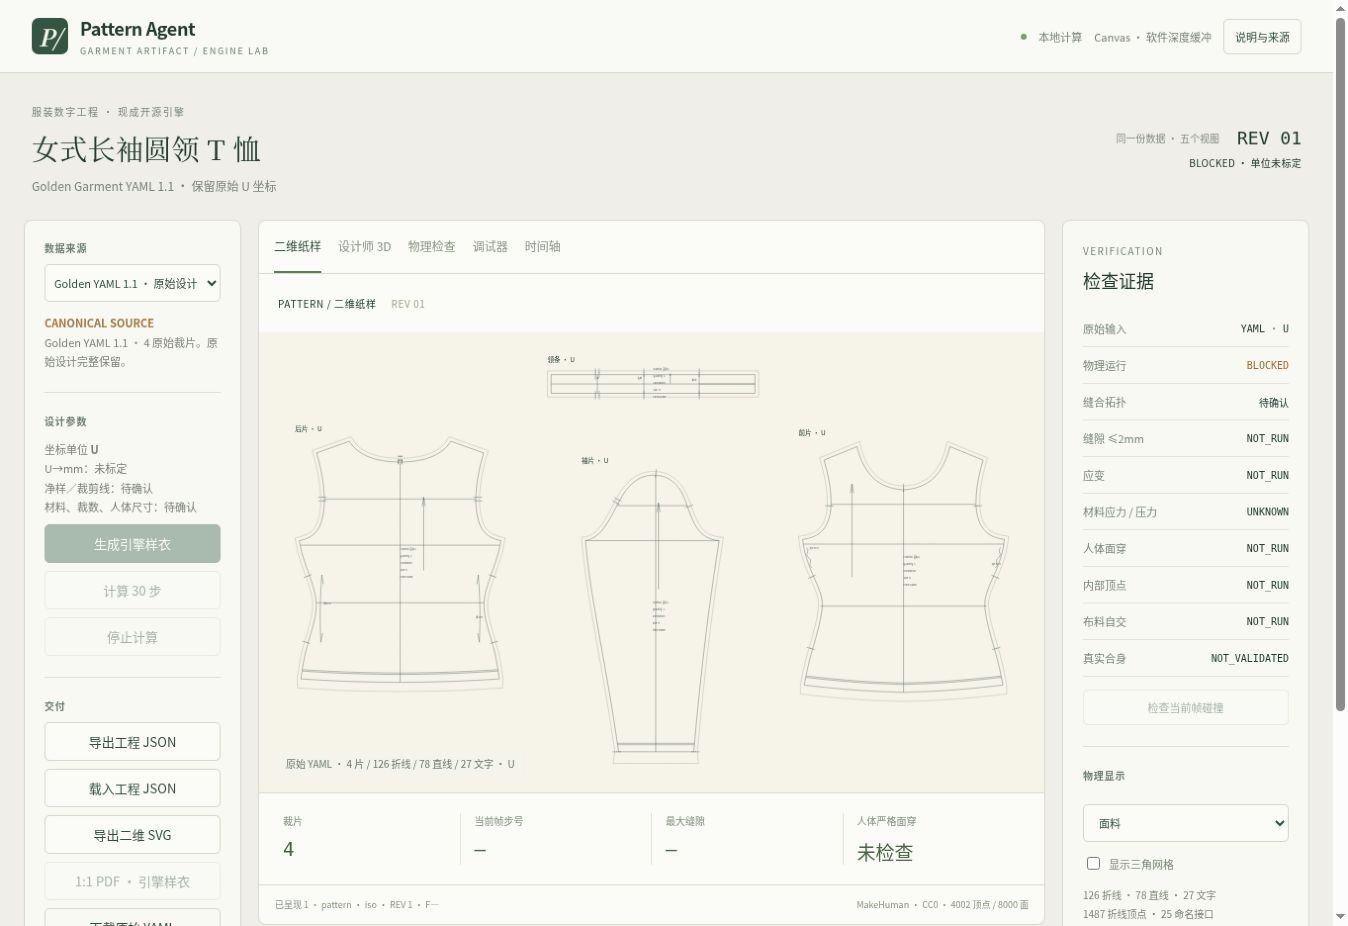 P/
Pattern Agent
GARMENT ARTIFACT / ENGINE LAB
本地计算
Canvas · 软件深度缓冲
说明与来源
服装数字工程 · 现成开源引擎
女式长袖圆领 T 恤
Golden Garment YAML 1.1 · 保留原始 U 坐标
同一份数据 · 五个视图
REV 01
BLOCKED · 单位未标定
数据来源
Golden YAML 1.1 · 原始设计
CANONICAL SOURCE
Golden YAML 1.1 · 4 原始裁片。原
始设计完整保留。
设计参数
坐标单位 U
U→mm：未标定
净样／裁剪线：待确认
材料、裁数、人体尺寸：待确认
生成引擎样衣
计算 30 步
停止计算
交付
导出工程 JSON
载入工程 JSON
导出二维 SVG
1:1 PDF · 引擎样衣
下载原始 YAML
二维纸样
设计师 3D
物理检查
调试器
时间轴
PATTERN / 二维纸样
REV 01
领条 · U
后片 · U
袖片 · U
前片 · U
原始 YAML · 4 片 / 126 折线 / 78 直线 / 27 文字 · U
裁片
4
当前帧步号
—
最大缝隙
—
人体严格面穿
未检查
已呈现 1 · pattern · iso · REV 1 · F—
MakeHuman · CC0 · 4002 顶点 / 8000 面
VERIFICATION
检查证据
原始输入
YAML · U
物理运行
BLOCKED
缝合拓扑
待确认
缝隙 ≤2mm
NOT_RUN
应变
NOT_RUN
材料应力 / 压力
UNKNOWN
人体面穿
NOT_RUN
内部顶点
NOT_RUN
布料自交
NOT_RUN
真实合身
NOT_VALIDATED
检查当前帧碰撞
物理显示
面料
显示三角网格
126 折线 · 78 直线 · 27 文字
1487 折线顶点 · 25 命名接口